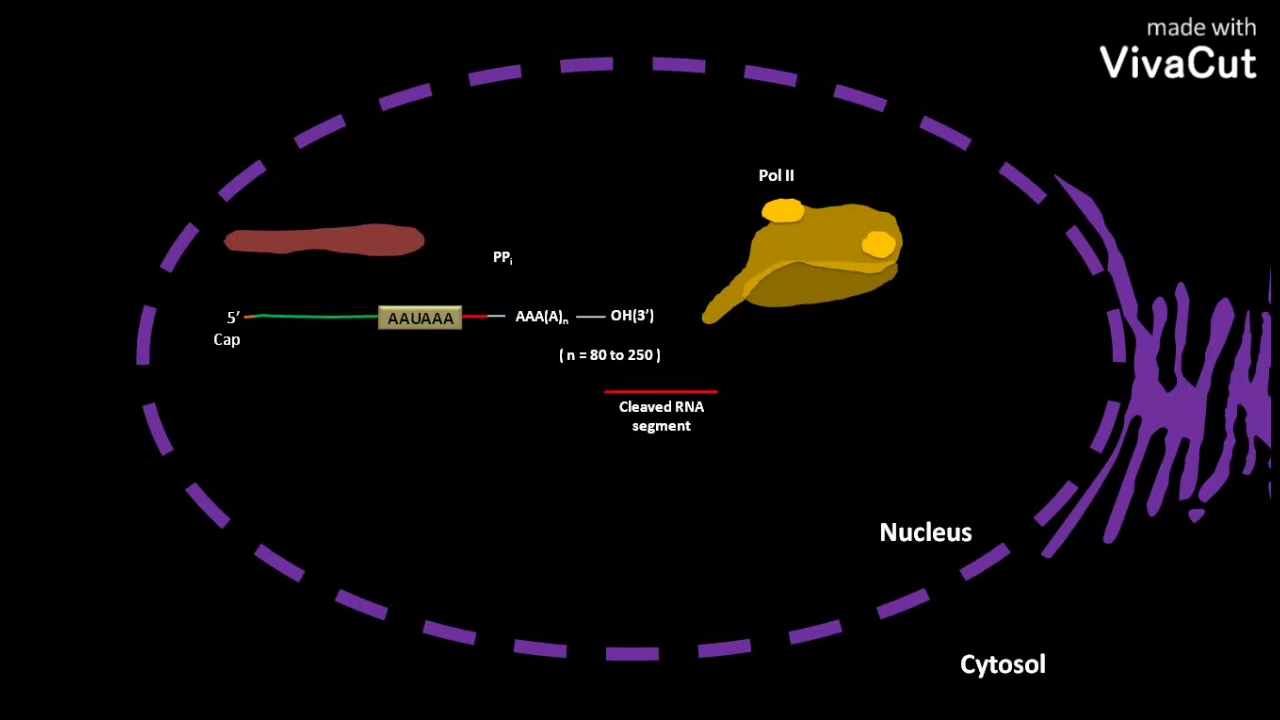 made with
VivaCut
Pol II
PPi
5’
Cap
AAUAAA
AAA(A)n
OH(3’)
( n = 80 to 250 )
Cleaved RNA
segment
Nucleus
Cytosol